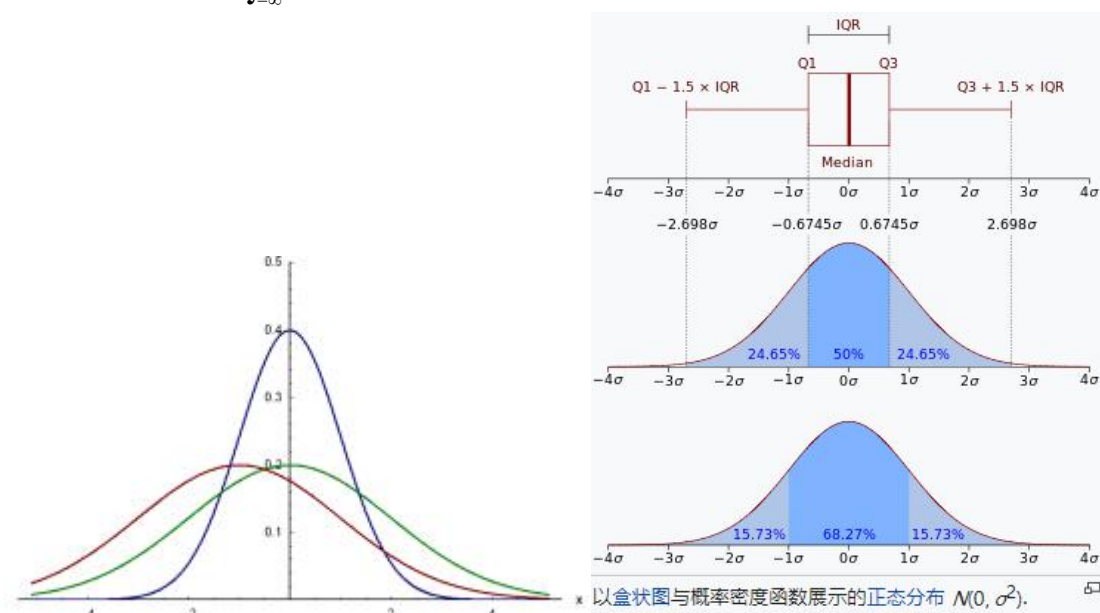 −∞
IQR
Q1 Q3
Q1 − 1.5 × IQR Q3 + 1.5 × IQR
Median
−4σ −3σ −2σ −1σ 0σ 1σ 2σ 3σ 4σ
−2.698σ −0.6745σ 0.6745σ 2.698σ
24.65% 50% 24.65%
−4σ −3σ −2σ −1σ 0σ 1σ 2σ 3σ 4σ
15.73% 68.27% 15.73%
−4σ −3σ −2σ −1σ 0σ 1σ 2σ 3σ 4σ
以盒状图与概率密度函数展示的正态分布 N(0, σ²).
0.5
0.4
0.3
0.2
0.1
x